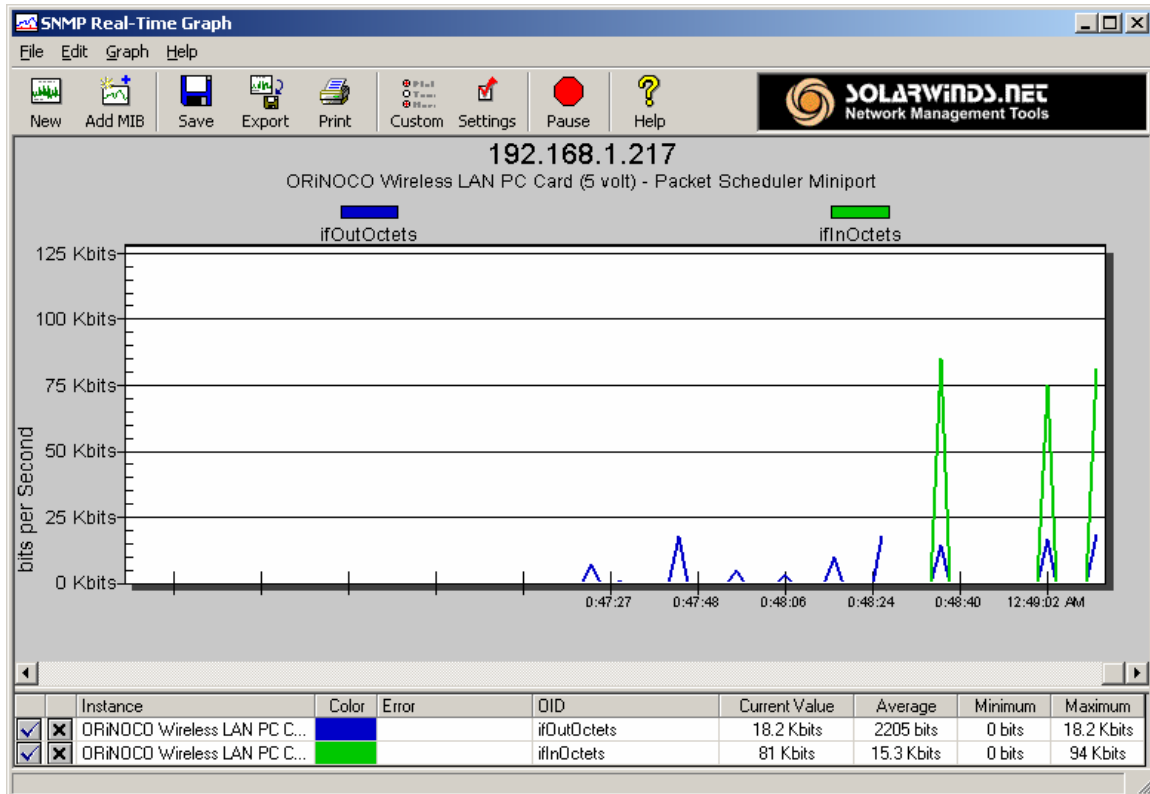 SNMP Real-Time Graph
File Edit Graph Help
New Add MIB Save Export Print Custom Settings Pause Help
SOLARWINDS.NET
Network Management Tools
192.168.1.217
ORiNOCO Wireless LAN PC Card (5 volt) - Packet Scheduler Miniport
ifOutOctets ifInOctets
bits per Second
125 Kbits
100 Kbits
75 Kbits
50 Kbits
25 Kbits
0 Kbits
0:47:27 0:47:48 0:48:06 0:48:24 0:48:40 12:49:02 AM
Instance Color Error OID Current Value Average Minimum Maximum
ORiNOCO Wireless LAN PC C... ifOutOctets 18.2 Kbits 2205 bits 0 bits 18.2 Kbits
ORiNOCO Wireless LAN PC C... ifInOctets 81 Kbits 15.3 Kbits 0 bits 94 Kbits